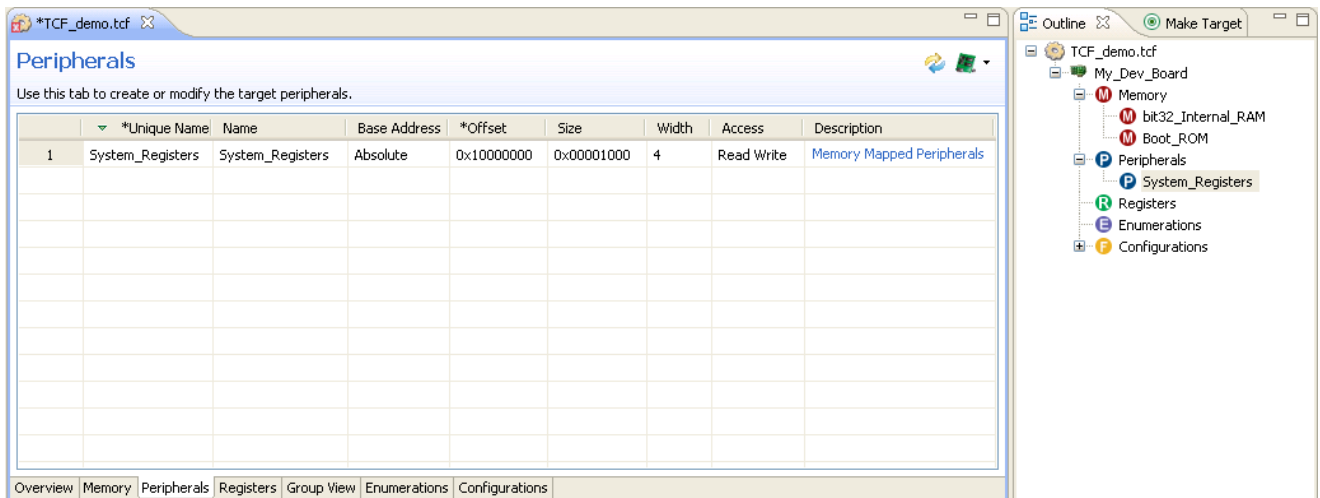 *TCF_demo.tcf
Peripherals
Use this tab to create or modify the target peripherals.
*Unique Name Name Base Address *Offset Size Width Access Description
1 System_Registers System_Registers Absolute 0x10000000 0x00001000 4 Read Write Memory Mapped Peripherals
Overview Memory Peripherals Registers Group View Enumerations Configurations
Outline Make Target
TCF_demo.tcf
My_Dev_Board
M Memory
M bit32_Internal_RAM
M Boot_ROM
P Peripherals
P System_Registers
R Registers
E Enumerations
F Configurations